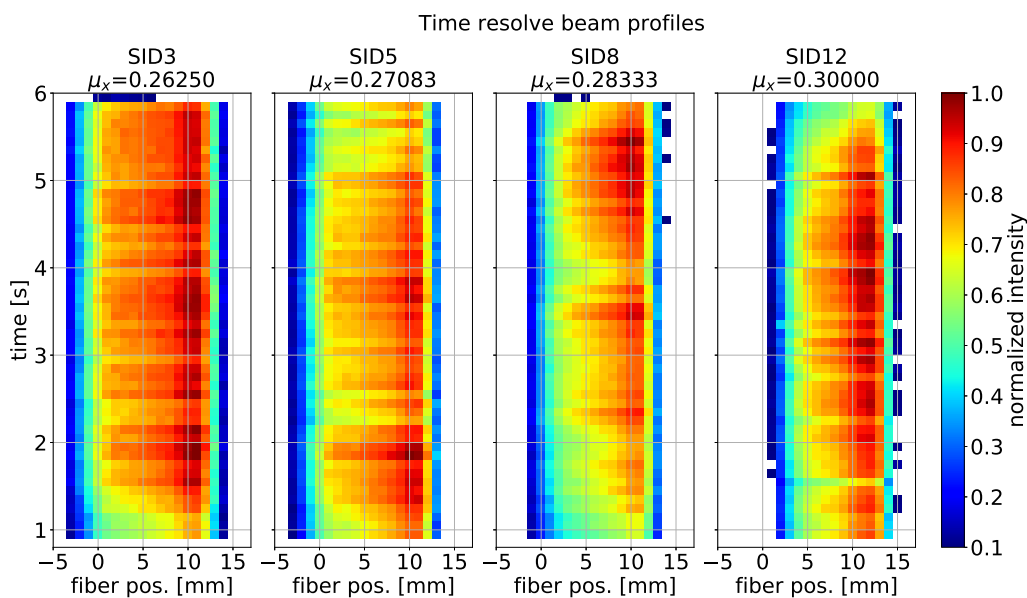 Time resolve beam profiles
SID3 SID5 SID8 SID12
μₓ=0.26250 μₓ=0.27083 μₓ=0.28333 μₓ=0.30000
6
5
4
3
2
1
time [s]
−5 0 5 10 15 −5 0 5 10 15 −5 0 5 10 15 −5 0 5 10 15
fiber pos. [mm] fiber pos. [mm] fiber pos. [mm] fiber pos. [mm]
1.0
0.9
0.8
0.7
0.6
0.5
0.4
0.3
0.2
0.1
normalized intensity